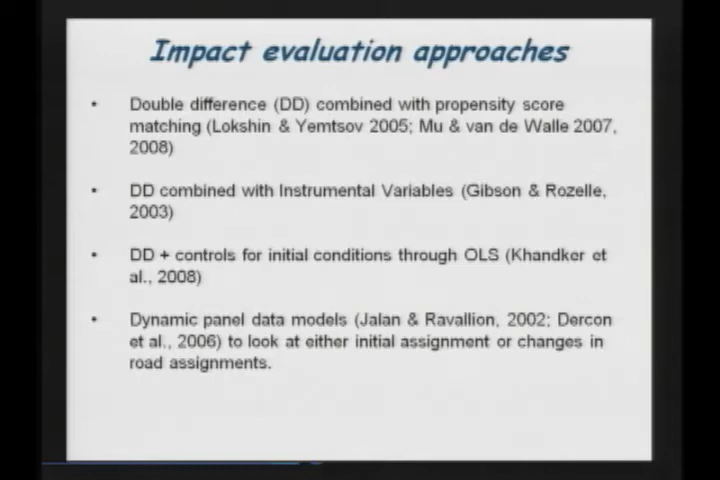 Impact evaluation approaches
• Double difference (DD) combined with propensity score
matching (Lokshin & Yemtsov 2005; Mu & van de Walle 2007,
2008)
• DD combined with Instrumental Variables (Gibson & Rozelle,
2003)
• DD + controls for initial conditions through OLS (Khandker et
al., 2008)
• Dynamic panel data models (Jalan & Ravallion, 2002; Dercon
et al., 2006) to look at either initial assignment or changes in
road assignments.